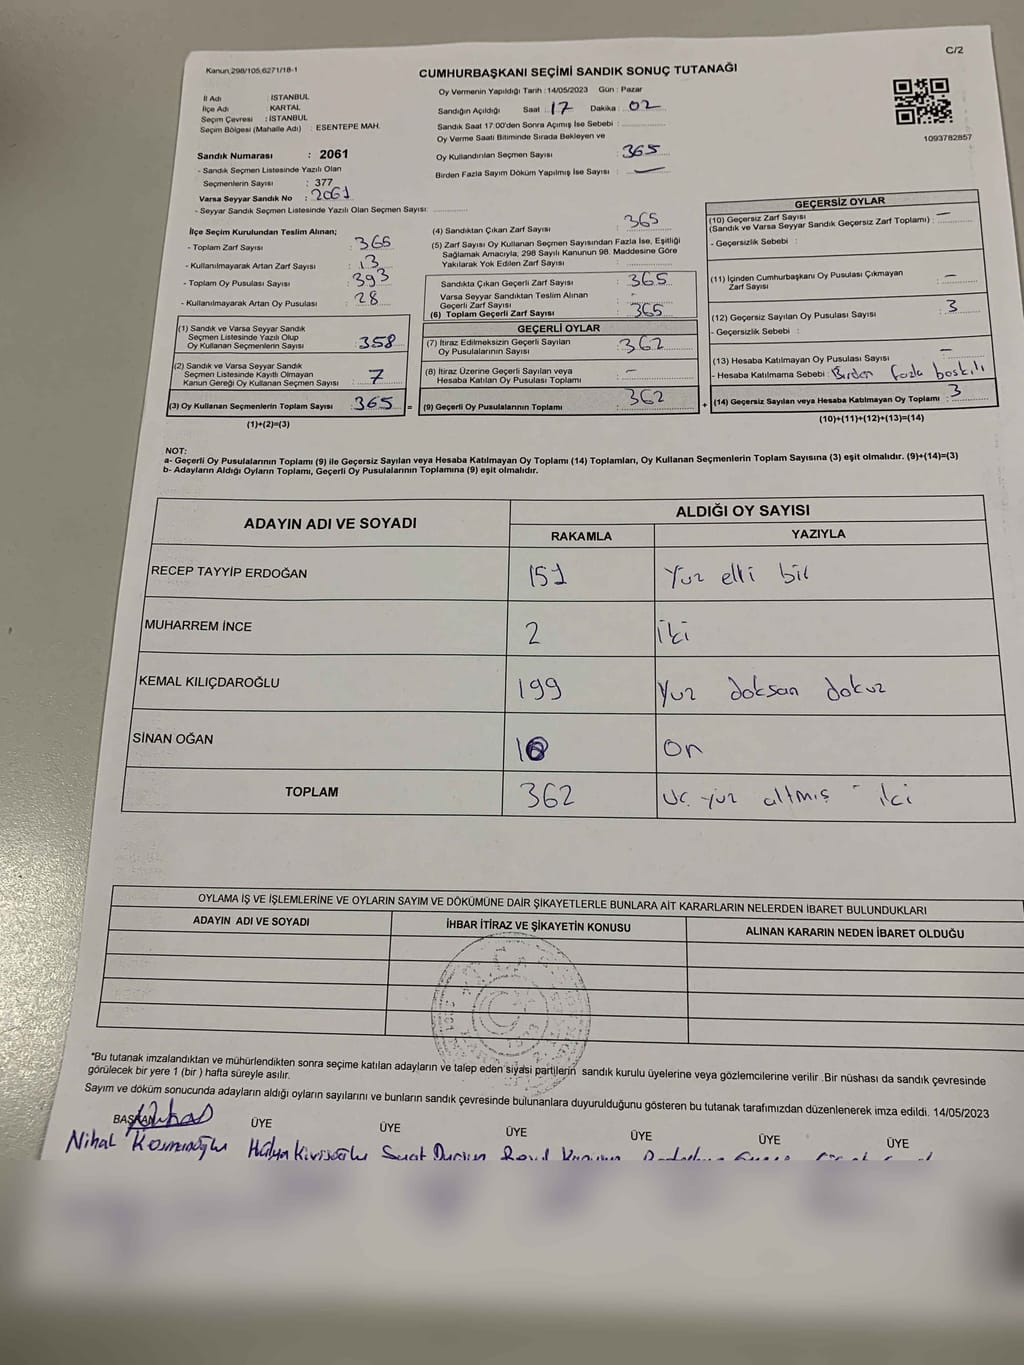 C/2
Kanun,298/105,6271/18-1
CUMHURBAŞKANI SEÇİMİ SANDIK SONUÇ TUTANAĞI
1093782857
İl Adı : İSTANBUL
İlçe Adı : KARTAL
Seçim Çevresi : İSTANBUL
Seçim Bölgesi (Mahalle Adı) : ESENTEPE MAH.
Sandık Numarası : 2061
- Sandık Seçmen Listesinde Yazılı Olan
Seçmenlerin Sayısı : 377
Varsa Seyyar Sandık No : 2061
- Seyyar Sandık Seçmen Listesinde Yazılı Olan Seçmen Sayısı:
Oy Vermenin Yapıldığı Tarih : 14/05/2023 Gün : Pazar
Sandığın Açıldığı Saat 17 Dakika : 02
Sandık Saat 17:00'den Sonra Açımış İse Sebebi :
Oy Verme Saati Bitiminde Sırada Bekleyen ve
Oy Kullandırılan Seçmen Sayısı : 365
Birden Fazla Sayım Döküm Yapılmış İse Sayısı : —
İlçe Seçim Kurulundan Teslim Alınan;
- Toplam Zarf Sayısı : 365
- Kullanılmayarak Artan Zarf Sayısı : 13
- Toplam Oy Pusulası Sayısı : 393
- Kullanılmayarak Artan Oy Pusulası : 28
(1) Sandık ve Varsa Seyyar Sandık
Seçmen Listesinde Yazılı Olup
Oy Kullanan Seçmenlerin Sayısı : 358
(2) Sandık ve Varsa Seyyar Sandık
Seçmen Listesinde Kayıtlı Olmayan
Kanun Gereği Oy Kullanan Seçmen Sayısı : 7
(3) Oy Kullanan Seçmenlerin Toplam Sayısı : 365 =
(1)+(2)=(3)
(4) Sandıktan Çıkan Zarf Sayısı : 365
(5) Zarf Sayısı Oy Kullanan Seçmen Sayısından Fazla İse, Eşitliği
Sağlamak Amacıyla, 298 Sayılı Kanunun 98. Maddesine Göre
Yakılarak Yok Edilen Zarf Sayısı :
Sandıkta Çıkan Geçerli Zarf Sayısı : 365
Varsa Seyyar Sandıktan Teslim Alınan
Geçerli Zarf Sayısı : -
(6) Toplam Geçerli Zarf Sayısı : 365
GEÇERLİ OYLAR
(7) İtiraz Edilmeksizin Geçerli Sayılan
Oy Pusulalarının Sayısı : 362
(8) İtiraz Üzerine Geçerli Sayılan veya
Hesaba Katılan Oy Pusulası Toplamı : —
(9) Geçerli Oy Pusulalarının Toplamı : 362 +
GEÇERSİZ OYLAR
(10) Geçersiz Zarf Sayısı
(Sandık ve Varsa Seyyar Sandık Geçersiz Zarf Toplamı) : —
- Geçersizlik Sebebi :
(11) İçinden Cumhurbaşkanı Oy Pusulası Çıkmayan
Zarf Sayısı : —
(12) Geçersiz Sayılan Oy Pusulası Sayısı : 3
- Geçersizlik Sebebi :
(13) Hesaba Katılmayan Oy Pusulası Sayısı : —
- Hesaba Katılmama Sebebi : Birden fazla baskılı
(14) Geçersiz Sayılan veya Hesaba Katılmayan Oy Toplamı : 3
(10)+(11)+(12)+(13)=(14)
NOT:
a- Geçerli Oy Pusulalarının Toplamı (9) ile Geçersiz Sayılan veya Hesaba Katılmayan Oy Toplamı (14) Toplamları, Oy Kullanan Seçmenlerin Toplam Sayısına (3) eşit olmalıdır. (9)+(14)=(3)
b- Adayların Aldığı Oyların Toplamı, Geçerli Oy Pusulalarının Toplamına (9) eşit olmalıdır.
ADAYIN ADI VE SOYADI
ALDIĞI OY SAYISI
RAKAMLA YAZIYLA
RECEP TAYYİP ERDOĞAN 151 Yüz elli bir
MUHARREM İNCE 2 İki
KEMAL KILIÇDAROĞLU 199 Yuz doksan dokuz
SİNAN OĞAN 10 On
TOPLAM 362 Uç yüz altmış iki
OYLAMA İŞ VE İŞLEMLERİNE VE OYLARIN SAYIM VE DÖKÜMÜNE DAİR ŞİKAYETLERLE BUNLARA AİT KARARLARIN NELERDEN İBARET BULUNDUKLARI
ADAYIN ADI VE SOYADI İHBAR İTİRAZ VE ŞİKAYETİN KONUSU ALINAN KARARIN NEDEN İBARET OLDUĞU
*Bu tutanak imzalandıktan ve mühürlendikten sonra seçime katılan adayların ve talep eden siyasi partilerin sandık kurulu üyelerine veya gözlemcilerine verilir .Bir nüshası da sandık çevresinde
görülecek bir yere 1 (bir ) hafta süreyle asılır.
Sayım ve döküm sonucunda adayların aldığı oyların sayılarını ve bunların sandık çevresinde bulunanlara duyurulduğunu gösteren bu tutanak tarafımızdan düzenlenerek imza edildi. 14/05/2023
BAŞKAN ÜYE ÜYE ÜYE ÜYE ÜYE ÜYE
Nihal Suat